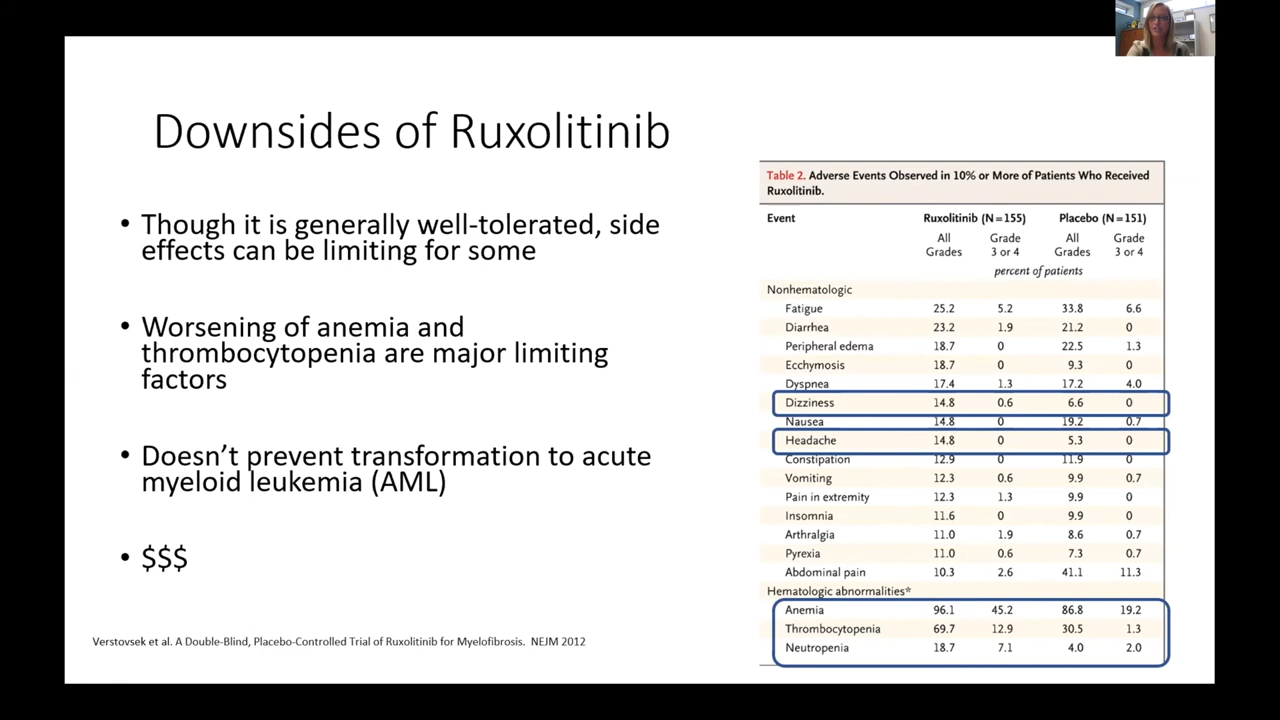 Downsides of Ruxolitinib
• Though it is generally well-tolerated, side
effects can be limiting for some
• Worsening of anemia and
thrombocytopenia are major limiting
factors
• Doesn’t prevent transformation to acute
myeloid leukemia (AML)
• $$$
Verstovsek et al. A Double-Blind, Placebo-Controlled Trial of Ruxolitinib for Myelofibrosis. NEJM 2012
Table 2. Adverse Events Observed in 10% or More of Patients Who Received
Ruxolitinib.
Event Ruxolitinib (N=155) Placebo (N=151)
All Grade All Grade
Grades 3 or 4 Grades 3 or 4
percent of patients
Nonhematologic
Fatigue 25.2 5.2 33.8 6.6
Diarrhea 23.2 1.9 21.2 0
Peripheral edema 18.7 0 22.5 1.3
Ecchymosis 18.7 0 9.3 0
Dyspnea 17.4 1.3 17.2 4.0
Dizziness 14.8 0.6 6.6 0
Nausea 14.8 0 19.2 0.7
Headache 14.8 0 5.3 0
Constipation 12.9 0 11.9 0
Vomiting 12.3 0.6 9.9 0.7
Pain in extremity 12.3 1.3 9.9 0
Insomnia 11.6 0 9.9 0
Arthralgia 11.0 1.9 8.6 0.7
Pyrexia 11.0 0.6 7.3 0.7
Abdominal pain 10.3 2.6 41.1 11.3
Hematologic abnormalities*
Anemia 96.1 45.2 86.8 19.2
Thrombocytopenia 69.7 12.9 30.5 1.3
Neutropenia 18.7 7.1 4.0 2.0